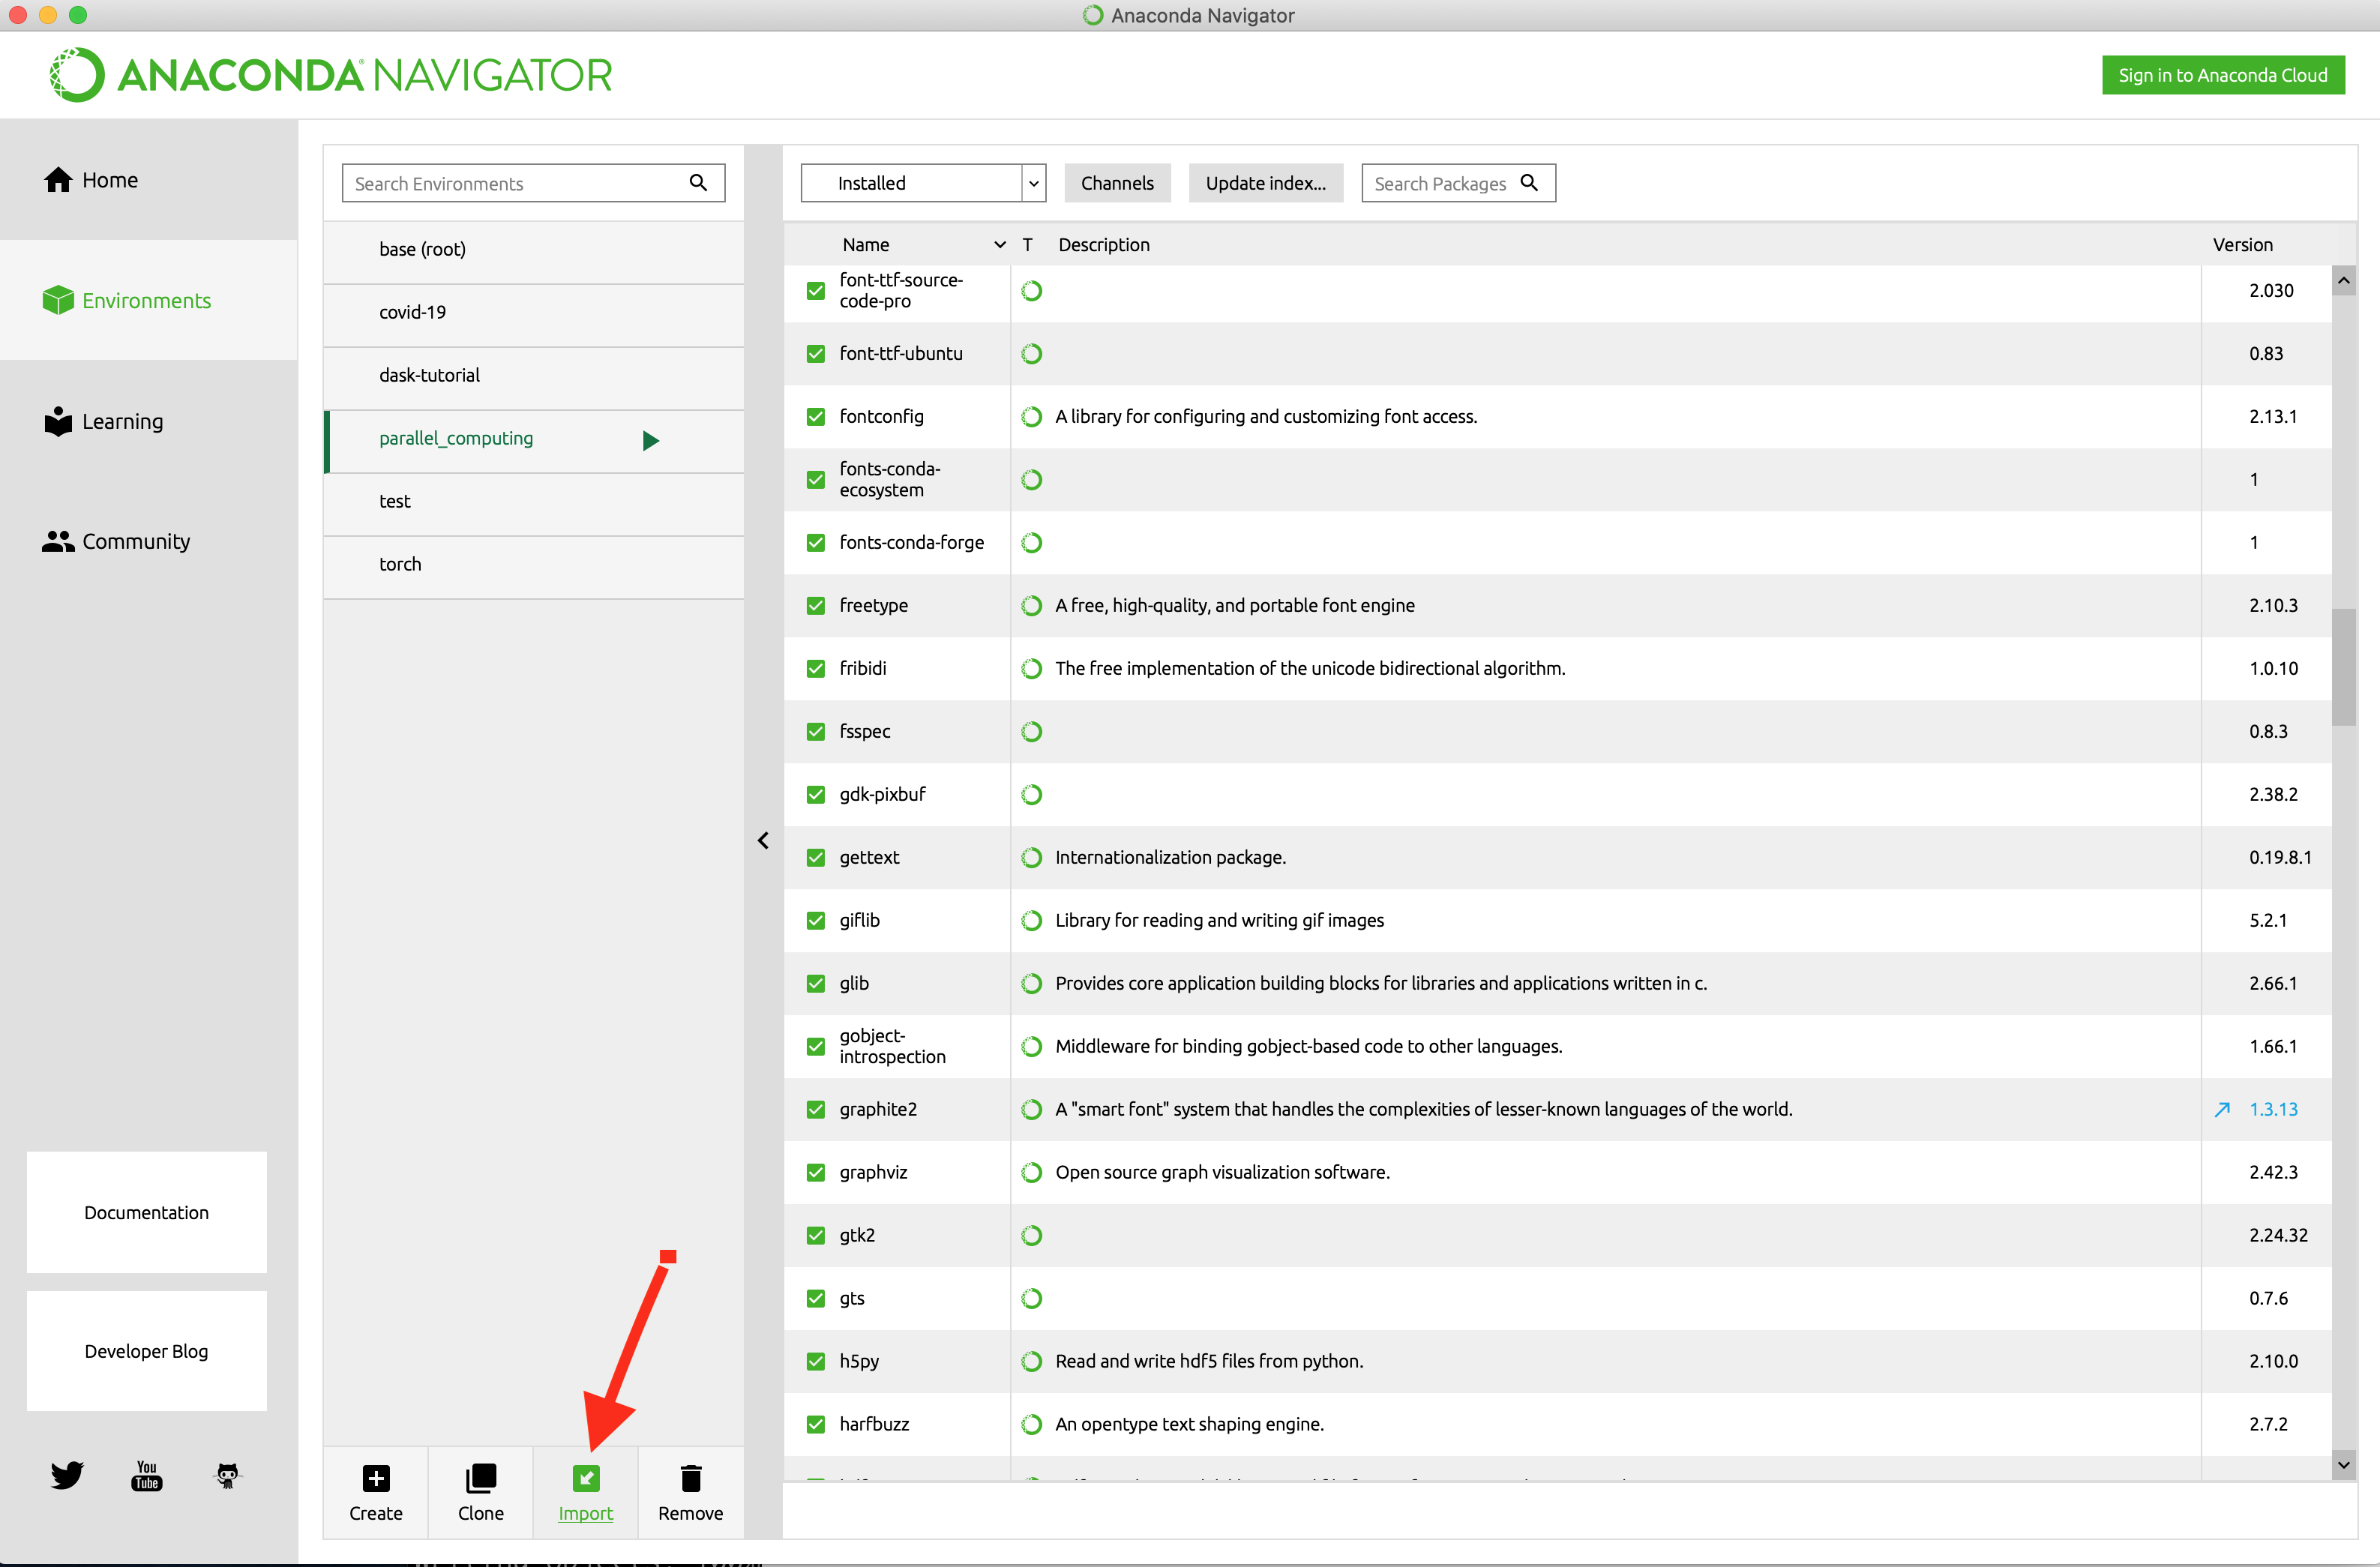 Anaconda Navigator
ANACONDA NAVIGATOR
Sign in to Anaconda Cloud
Home
Environments
Learning
Community
Documentation
Developer Blog
You
Tube
Search Environments
base (root)
covid-19
dask-tutorial
parallel_computing
test
torch
Create
Clone
Import
Remove
Installed
Channels
Update index...
Search Packages
Name T Description Version
font-ttf-source-
code-pro 2.030
font-ttf-ubuntu 0.83
fontconfig A library for configuring and customizing font access. 2.13.1
fonts-conda-
ecosystem 1
fonts-conda-forge 1
freetype A free, high-quality, and portable font engine 2.10.3
fribidi The free implementation of the unicode bidirectional algorithm. 1.0.10
fsspec 0.8.3
gdk-pixbuf 2.38.2
gettext Internationalization package. 0.19.8.1
giflib Library for reading and writing gif images 5.2.1
glib Provides core application building blocks for libraries and applications written in c. 2.66.1
gobject-
introspection Middleware for binding gobject-based code to other languages. 1.66.1
graphite2 A "smart font" system that handles the complexities of lesser-known languages of the world. 1.3.13
graphviz Open source graph visualization software. 2.42.3
gtk2 2.24.32
gts 0.7.6
h5py Read and write hdf5 files from python. 2.10.0
harfbuzz An opentype text shaping engine. 2.7.2